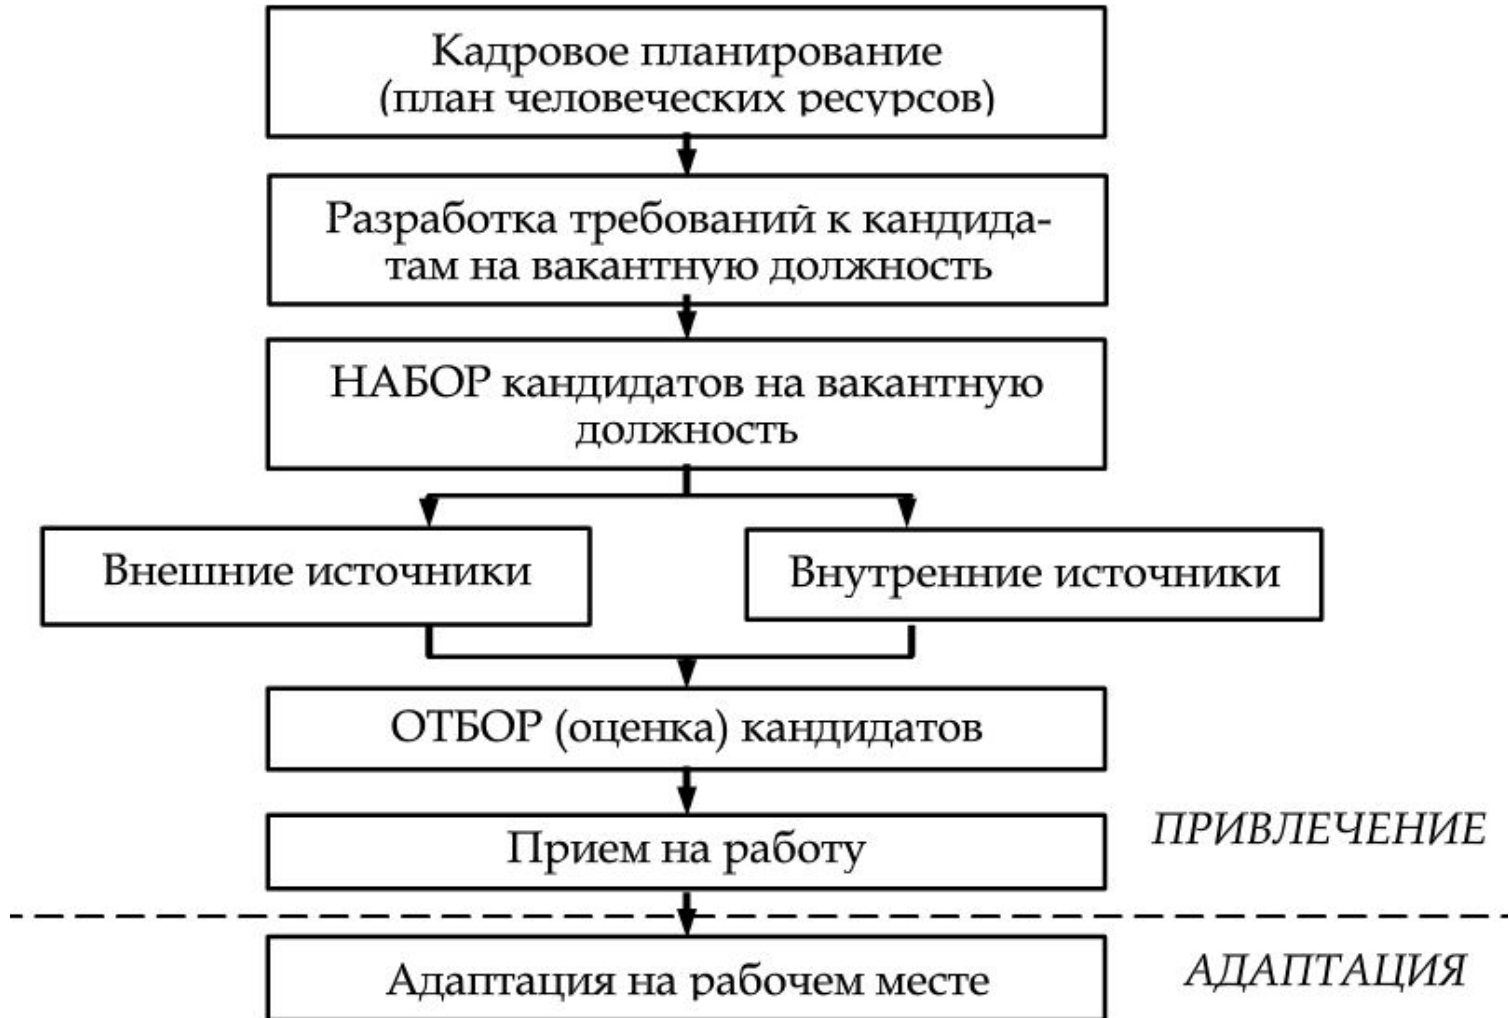 Кадровое планирование
(план человеческих ресурсов)
Разработка требований к кандида-
там на вакантную должность
НАБОР кандидатов на вакантную
должность
Внешние источники
Внутренние источники
ОТБОР (оценка) кандидатов
Прием на работу
ПРИВЛЕЧЕНИЕ
Адаптация на рабочем месте
АДАПТАЦИЯ